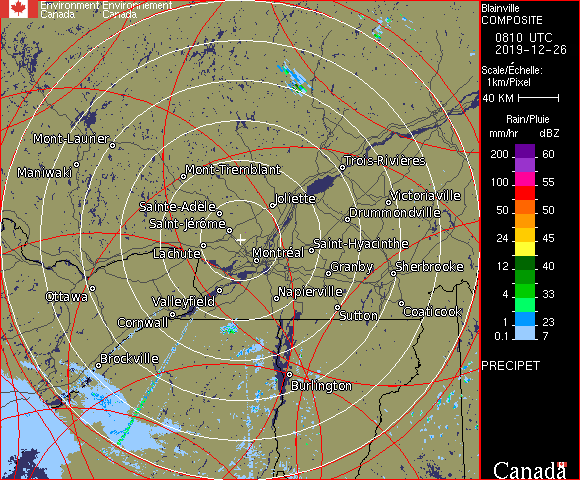 Environment Environnement
Canada Canada
Blainville
COMPOSITE
0810 UTC
2019-12-26
Scale/Échelle:
1km/Pixel
40 KM
Rain/Pluie
mm/hr dBZ
200 60
100 55
50 50
24 45
12 40
4 33
1 23
0.1 7
PRECIPET
Mont-Laurier
Maniwaki
Mont-Tremblant
Trois-Rivières
Joliette
Victoriaville
Sainte-Adèle
Drummondville
Saint-Jérôme
Saint-Hyacinthe
Lachute
Montréal
Granby
Sherbrooke
Ottawa
Valleyfield
Napierville
Cornwall
Sutton
Coaticook
Brockville
Burlington
Canada